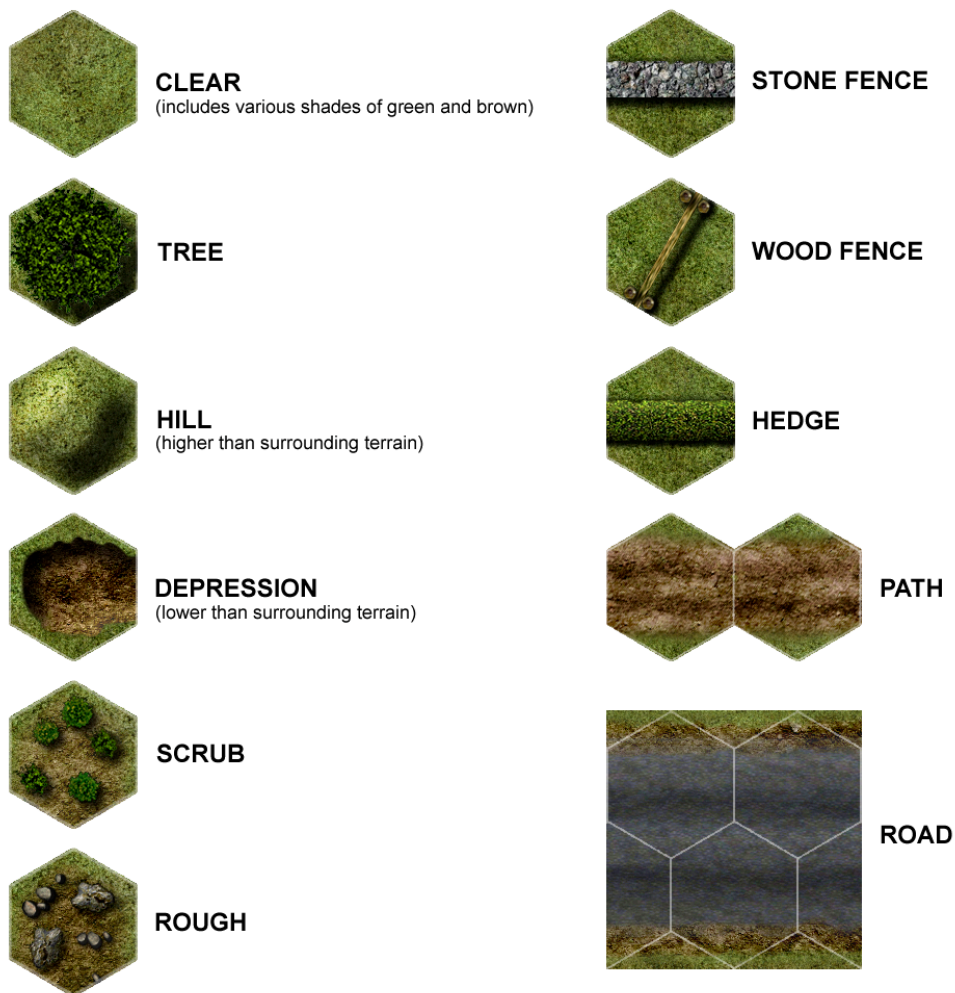 CLEAR
(includes various shades of green and brown)
TREE
HILL
(higher than surrounding terrain)
DEPRESSION
(lower than surrounding terrain)
SCRUB
ROUGH
STONE FENCE
WOOD FENCE
HEDGE
PATH
ROAD